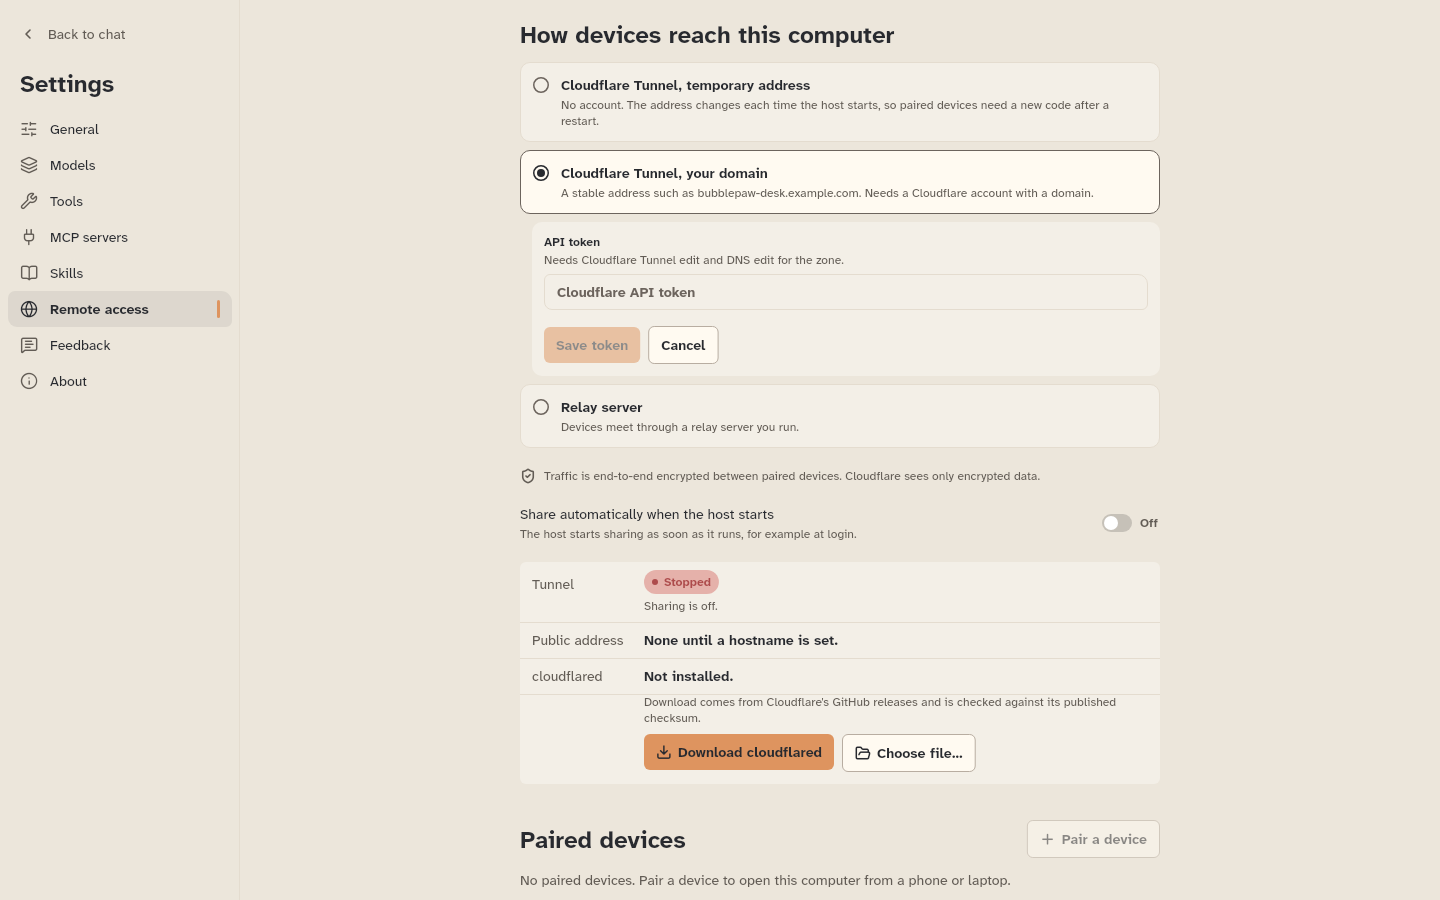 Back to chat
Settings
General
Models
Tools
MCP servers
Skills
Remote access
Feedback
About
How devices reach this computer
Cloudflare Tunnel, temporary address
No account. The address changes each time the host starts, so paired devices need a new code after a
restart.
Cloudflare Tunnel, your domain
A stable address such as bubblepaw-desk.example.com. Needs a Cloudflare account with a domain.
API token
Needs Cloudflare Tunnel edit and DNS edit for the zone.
Cloudflare API token
Save token
Cancel
Relay server
Devices meet through a relay server you run.
Traffic is end-to-end encrypted between paired devices. Cloudflare sees only encrypted data.
Share automatically when the host starts
The host starts sharing as soon as it runs, for example at login.
Off
Tunnel
Stopped
Sharing is off.
Public address
None until a hostname is set.
cloudflared
Not installed.
Download comes from Cloudflare's GitHub releases and is checked against its published
checksum.
Download cloudflared
Choose file...
Paired devices
Pair a device
No paired devices. Pair a device to open this computer from a phone or laptop.